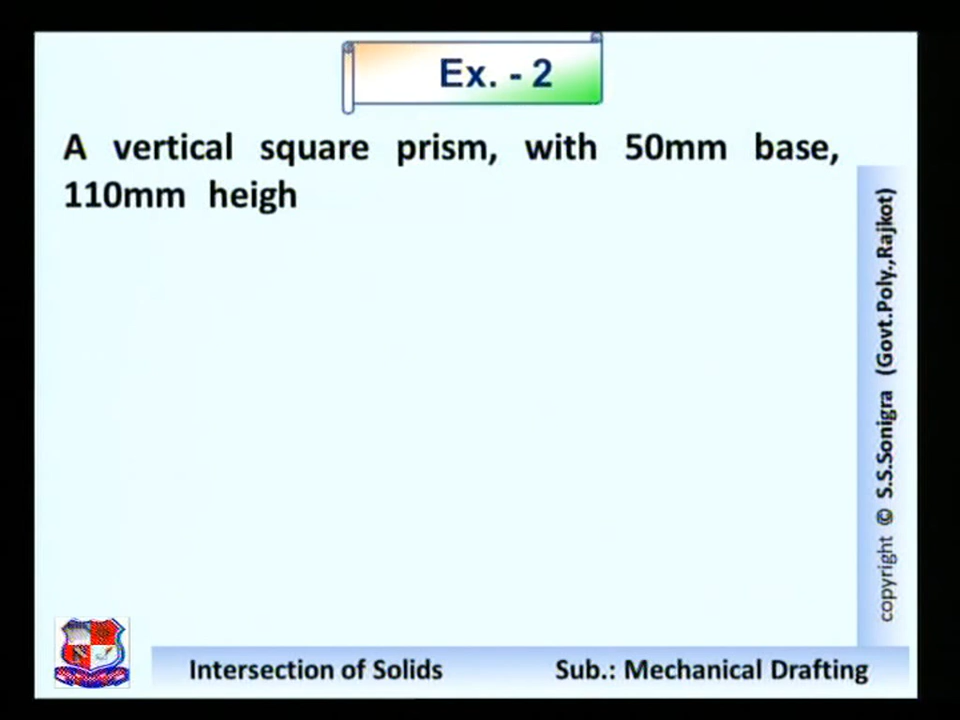 Ex. - 2
A vertical square prism, with 50mm base,
110mm heigh
copyright © S.S.Sonigra (Govt.Poly.,Rajkot)
Intersection of Solids
Sub.: Mechanical Drafting